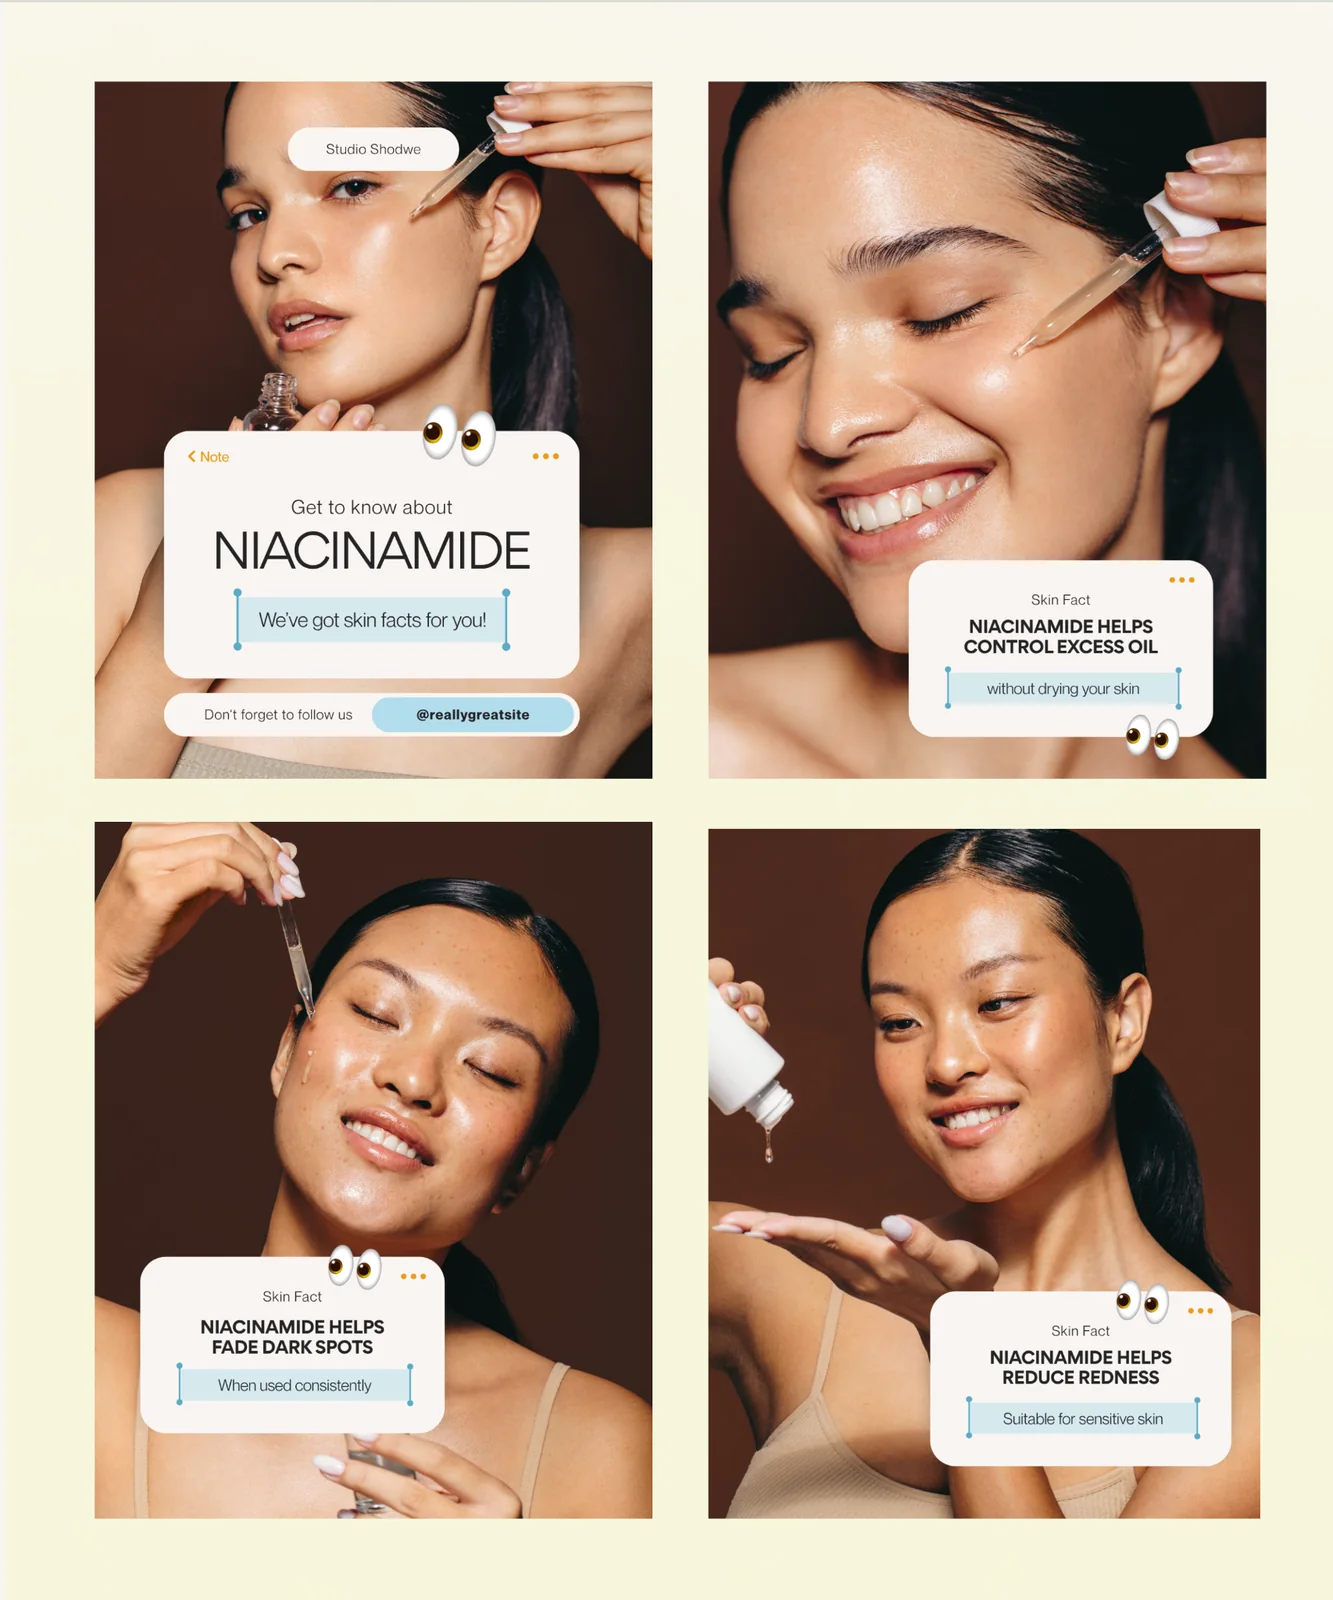 Studio Shodwe
Note
Get to know about
NIACINAMIDE
We've got skin facts for you!
Don't forget to follow us
@reallygreatsite
Skin Fact
NIACINAMIDE HELPS
CONTROL EXCESS OIL
without drying your skin
Skin Fact
NIACINAMIDE HELPS
FADE DARK SPOTS
When used consistently
Skin Fact
NIACINAMIDE HELPS
REDUCE REDNESS
Suitable for sensitive skin